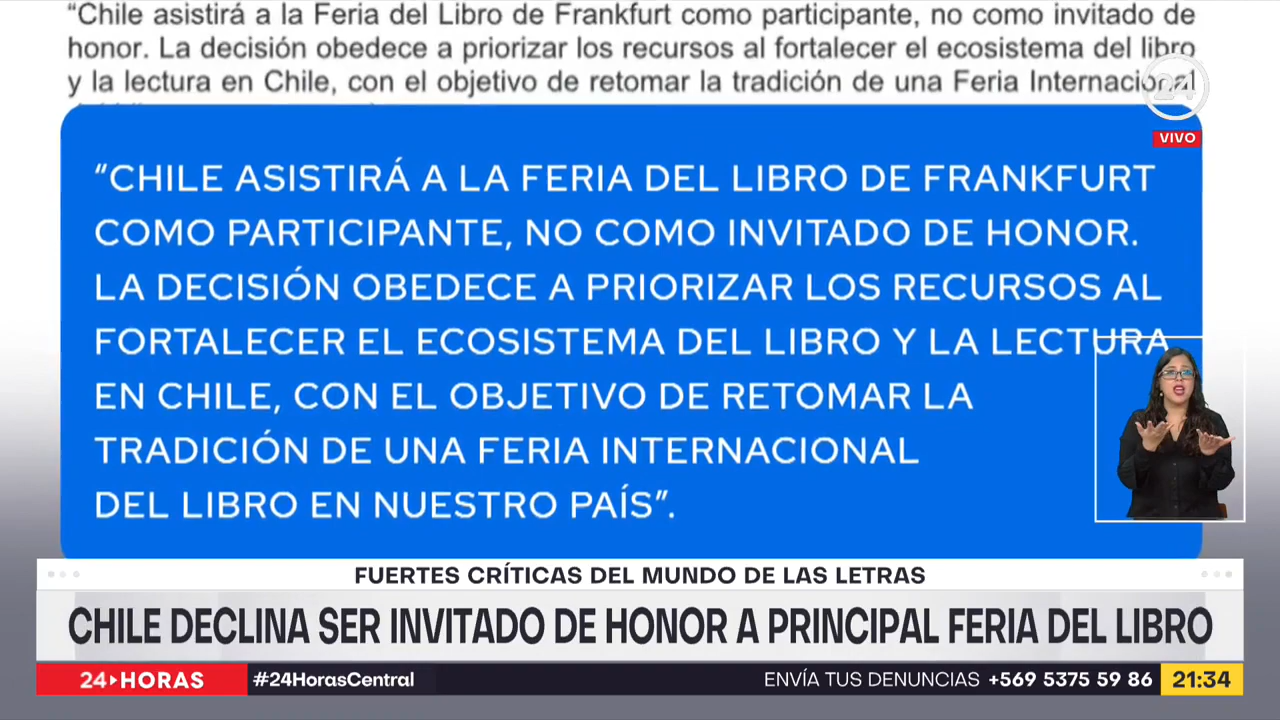 “Chile asistirá a la Feria del Libro de Frankfurt como participante, no como invitado de
honor. La decisión obedece a priorizar los recursos al fortalecer el ecosistema del libro
y la lectura en Chile, con el objetivo de retomar la tradición de una Feria Internacional
24
VIVO
“CHILE ASISTIRÁ A LA FERIA DEL LIBRO DE FRANKFURT
COMO PARTICIPANTE, NO COMO INVITADO DE HONOR.
LA DECISIÓN OBEDECE A PRIORIZAR LOS RECURSOS AL
FORTALECER EL ECOSISTEMA DEL LIBRO Y LA LECTURA
EN CHILE, CON EL OBJETIVO DE RETOMAR LA
TRADICIÓN DE UNA FERIA INTERNACIONAL
DEL LIBRO EN NUESTRO PAÍS”.
FUERTES CRÍTICAS DEL MUNDO DE LAS LETRAS
CHILE DECLINA SER INVITADO DE HONOR A PRINCIPAL FERIA DEL LIBRO
24 HORAS #24HorasCentral ENVÍA TUS DENUNCIAS +569 5375 59 86 21:34